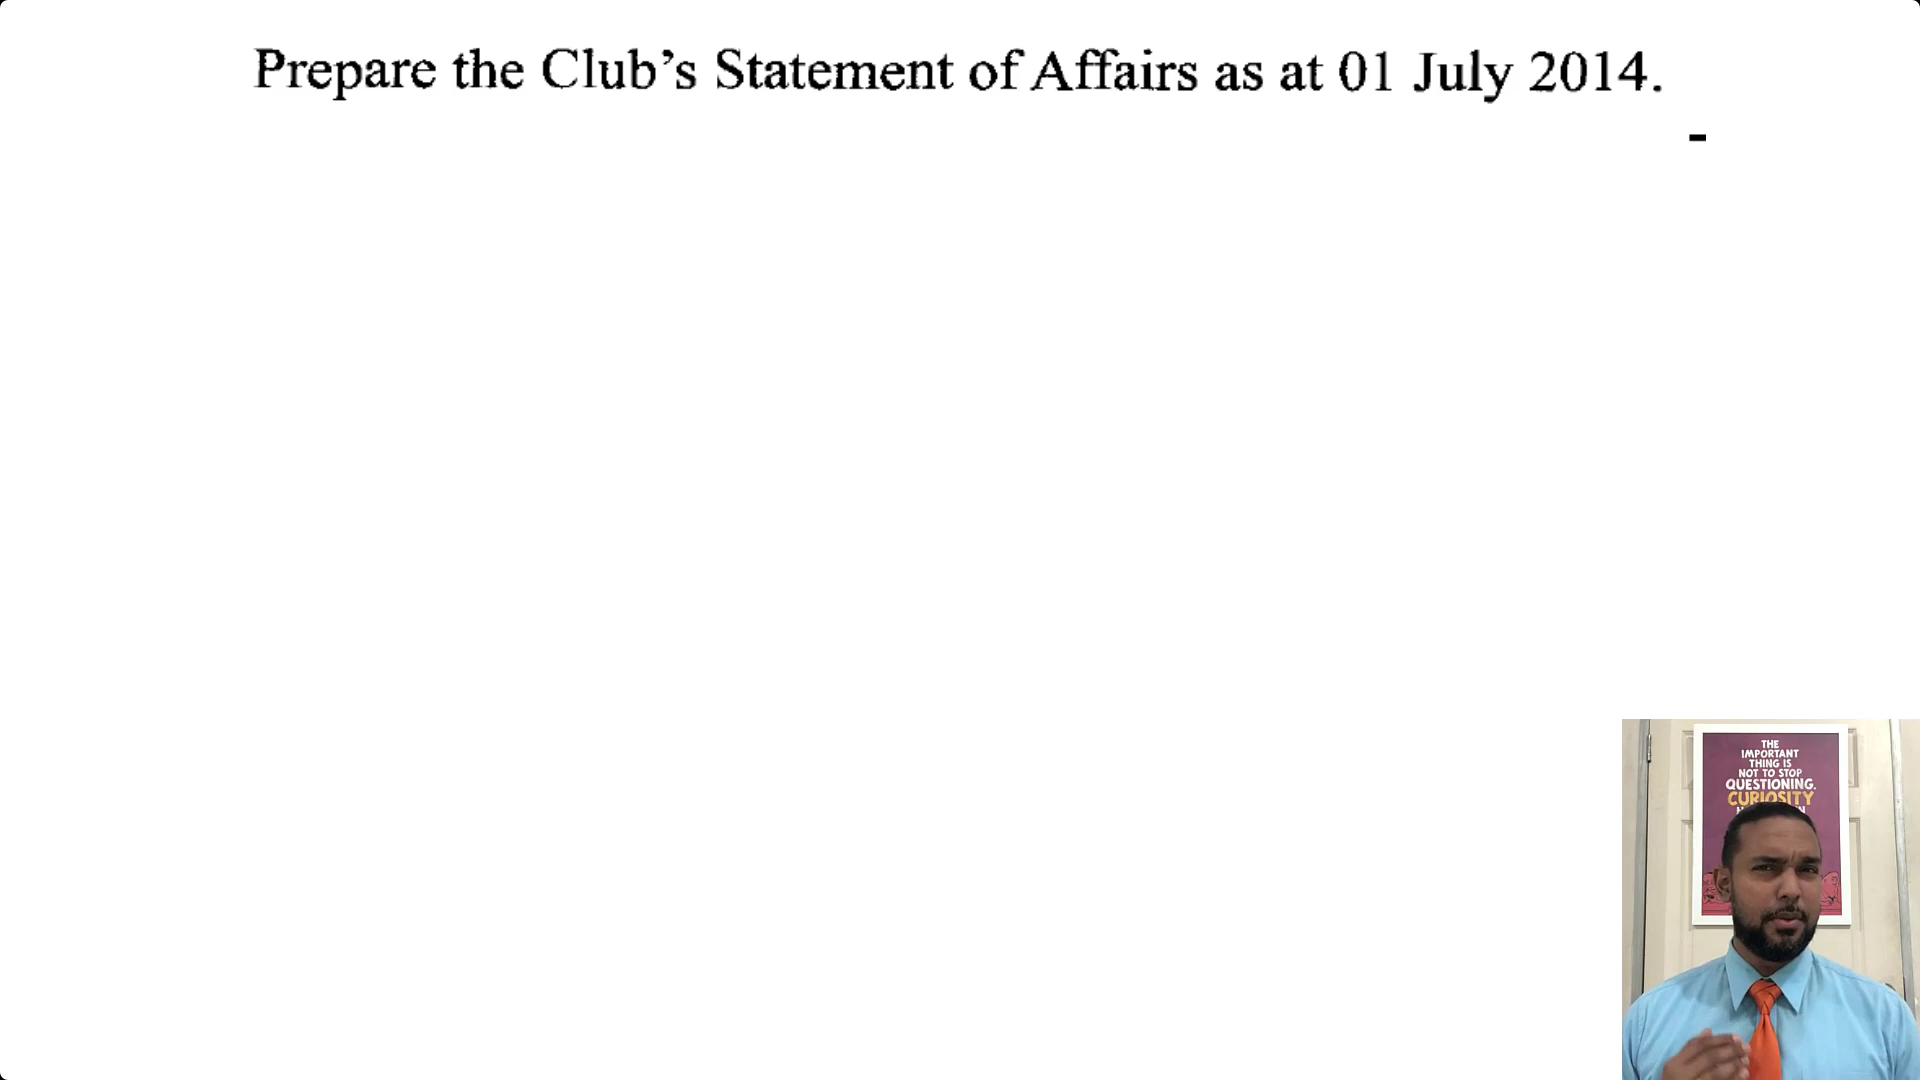 Prepare the Club's Statement of Affairs as at 01 July 2014.
THE
IMPORTANT
THING IS
NOT TO STOP
QUESTIONING.
CURIOSITY